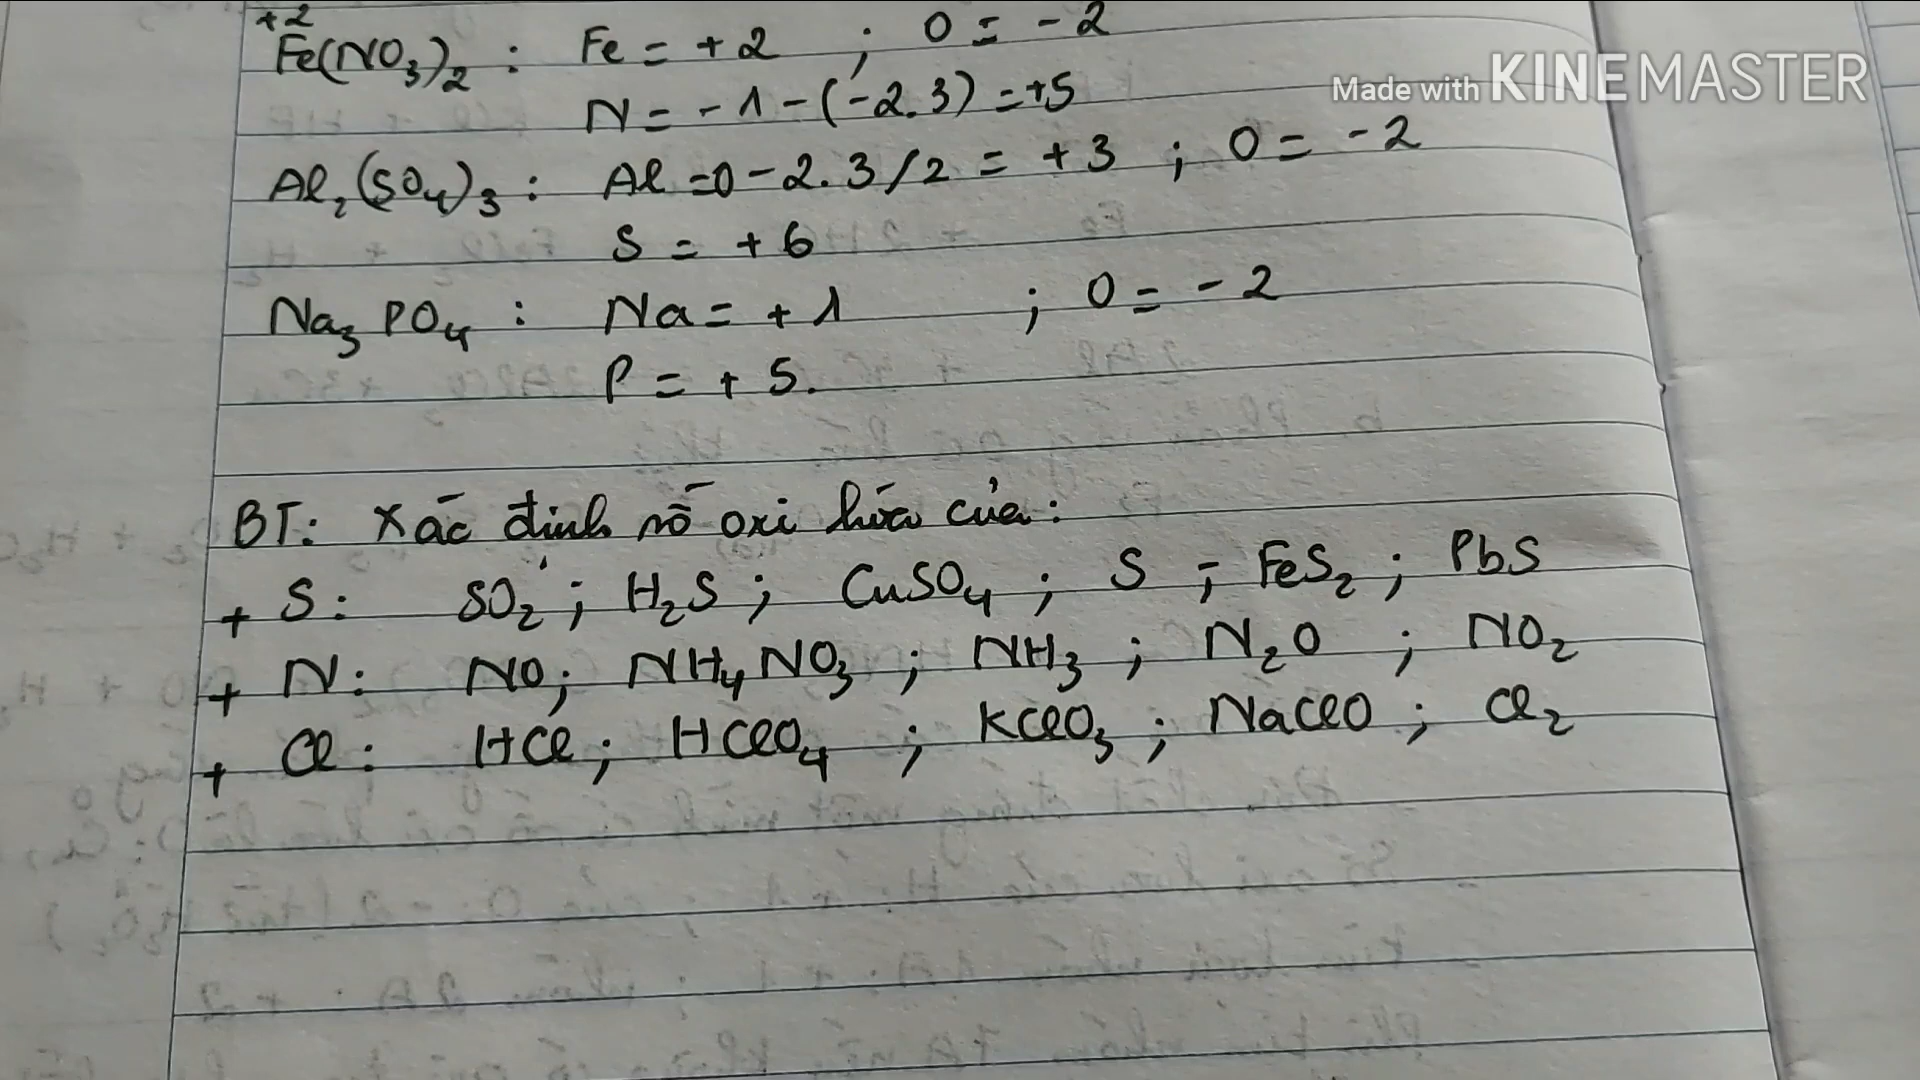 +2
Fe(NO₃)₂ : Fe = +2 ; O = -2
Made with KINEMASTER
N = -1 - (-2.3) = +5
Al₂(SO₄)₃ : Al = 0 - 2.3/2 = +3 ; O = -2
S = +6
Na₃PO₄ : Na = +1 ; O = -2
P = +5.
BT: Xác định số oxi hóa của:
+ S: SO₂ ; H₂S ; CuSO₄ ; S ; FeS₂ ; PbS
+ N: NO; NH₄NO₃ ; NH₃ ; N₂O ; NO₂
+ Cl: HCl ; HClO₄ ; KClO₃ ; NaClO ; Cl₂